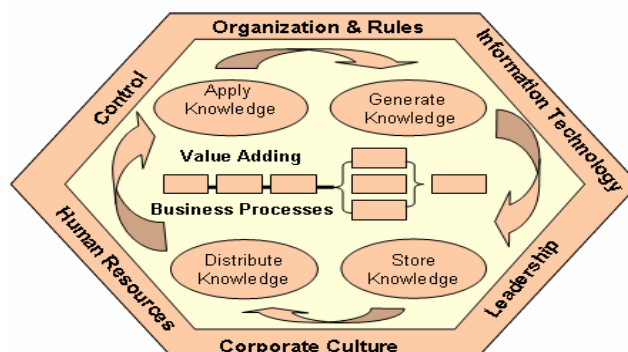 Organization & Rules
Control
Information Technology
Apply
Knowledge
Generate
Knowledge
Value Adding
Business Processes
Human Resources
Distribute
Knowledge
Store
Knowledge
Leadership
Corporate Culture